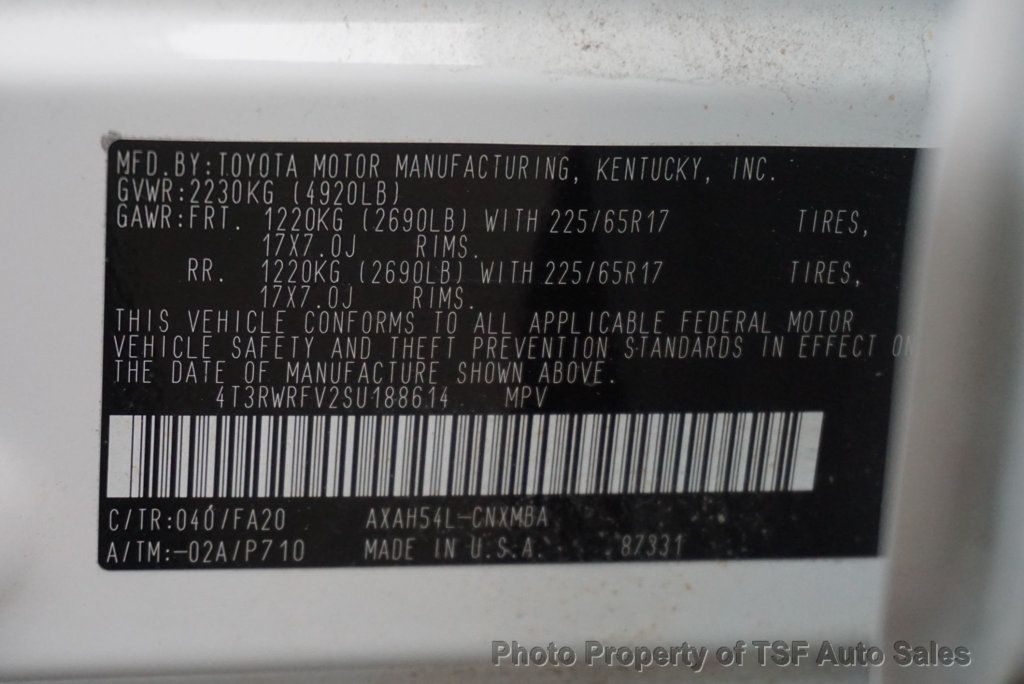 MFD.BY:TOYOTA MOTOR MANUFACTURING, KENTUCKY, INC.
GVWR:2230KG (4920LB)
GAWR:FRT. 1220KG (2690LB) WITH 225/65R17 TIRES,
17X7.0J RIMS.
RR. 1220KG (2690LB) WITH 225/65R17 TIRES,
17X7.0J RIMS.
THIS VEHICLE CONFORMS TO ALL APPLICABLE FEDERAL MOTOR
VEHICLE SAFETY AND THEFT PREVENTION STANDARDS IN EFFECT ON
THE DATE OF MANUFACTURE SHOWN ABOVE.
4T3RWRFV2SU188614 MPV
C/TR:040/FA20 AXAH54L-CNXMBA
A/TM:-02A/P710 MADE IN U.S.A. 87331
Photo Property of TSF Auto Sales